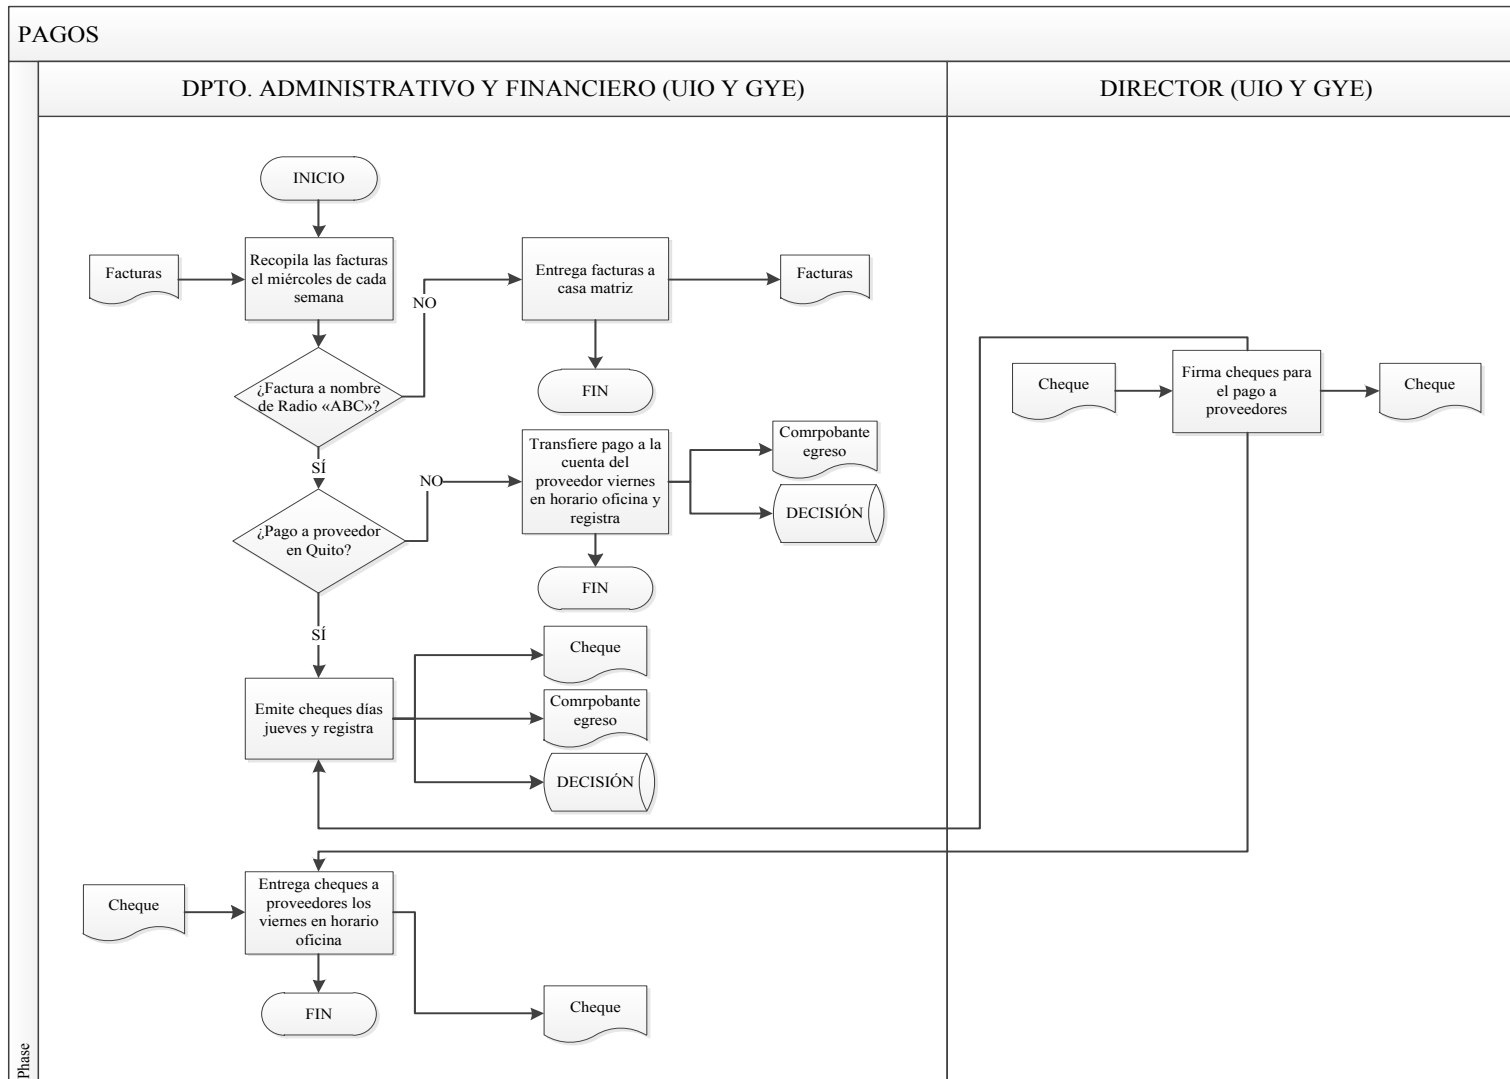 PAGOS
DPTO. ADMINISTRATIVO Y FINANCIERO (UIO Y GYE)
DIRECTOR (UIO Y GYE)
INICIO
Facturas
Recopila las facturas
el miércoles de cada
semana
NO
Entrega facturas a
casa matriz
Facturas
¿Factura a nombre
de Radio «ABC»?
FIN
Cheque
Firma cheques para
el pago a
proveedores
Cheque
SÍ
NO
Transfiere pago a la
cuenta del
proveedor viernes
en horario oficina y
registra
Comrpobante
egreso
DECISIÓN
¿Pago a proveedor
en Quito?
FIN
SÍ
Emite cheques días
jueves y registra
Cheque
Comrpobante
egreso
DECISIÓN
Cheque
Entrega cheques a
proveedores los
viernes en horario
oficina
FIN
Cheque
Phase